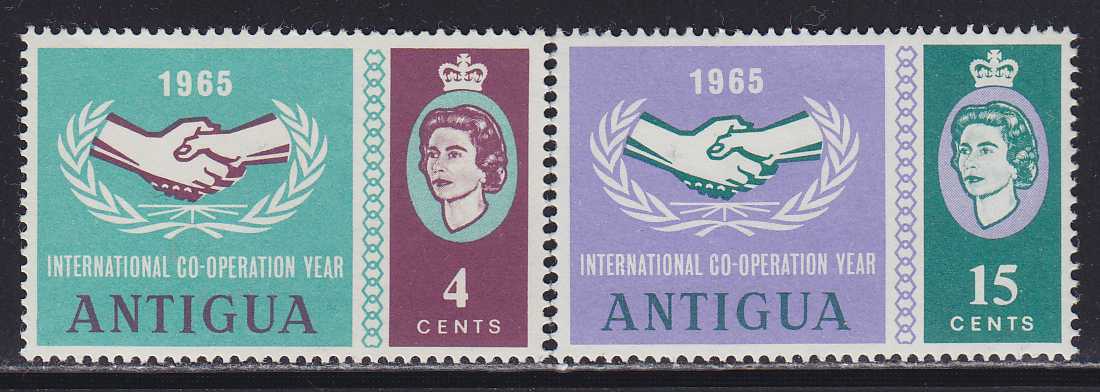 1965
INTERNATIONAL CO-OPERATION YEAR
ANTIGUA
4
CENTS
1965
INTERNATIONAL CO-OPERATION YEAR
ANTIGUA
15
CENTS